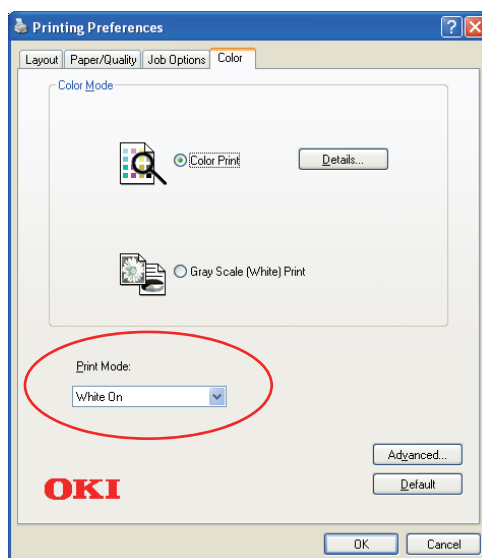 Printing Preferences
Layout Paper/Quality Job Options Color
Color Mode
Color Print Details...
Gray Scale (White) Print
Print Mode:
White On
Advanced...
OKI Default
OK Cancel